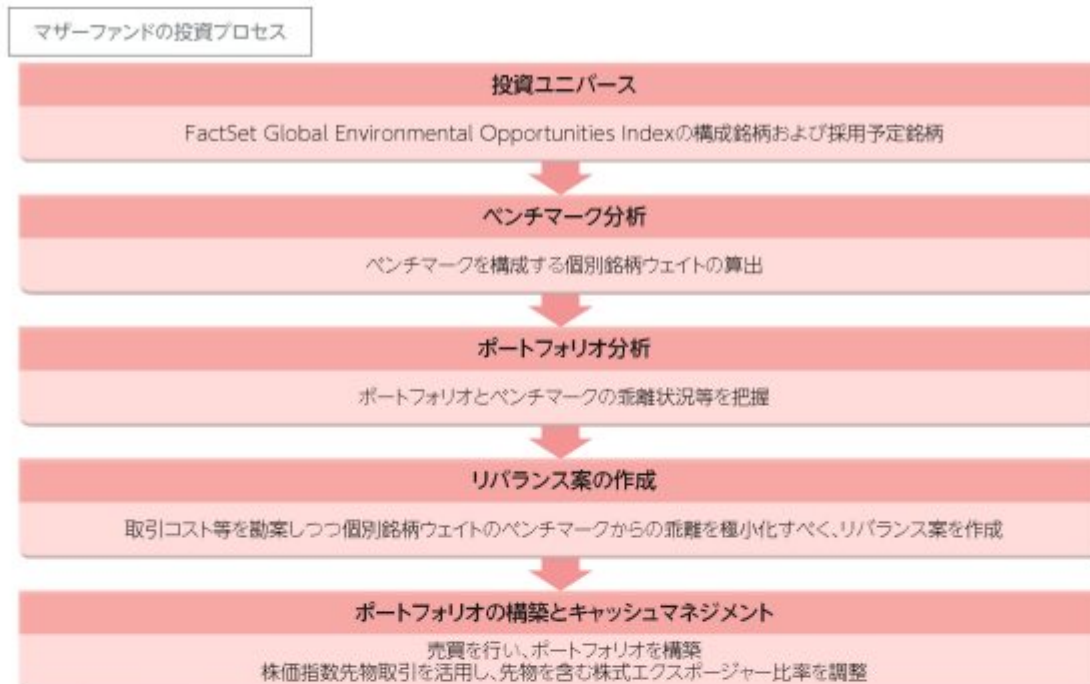 マザーファンドの投資プロセス
投資ユニバース
FactSet Global Environmental Opportunities Indexの構成銘柄および採用予定銘柄
ベンチマーク分析
ベンチマークを構成する個別銘柄ウェイトの算出
ポートフォリオ分析
ポートフォリオとベンチマークの乖離状況等を把握
リバランス案の作成
取引コスト等を勘案しつつ個別銘柄ウェイトのベンチマークからの乖離を極小化すべく、リバランス案を作成
ポートフォリオの構築とキャッシュマネジメント
売買を行い、ポートフォリオを構築
株価指数先物取引を活用し、先物を含む株式エクスポージャー比率を調整